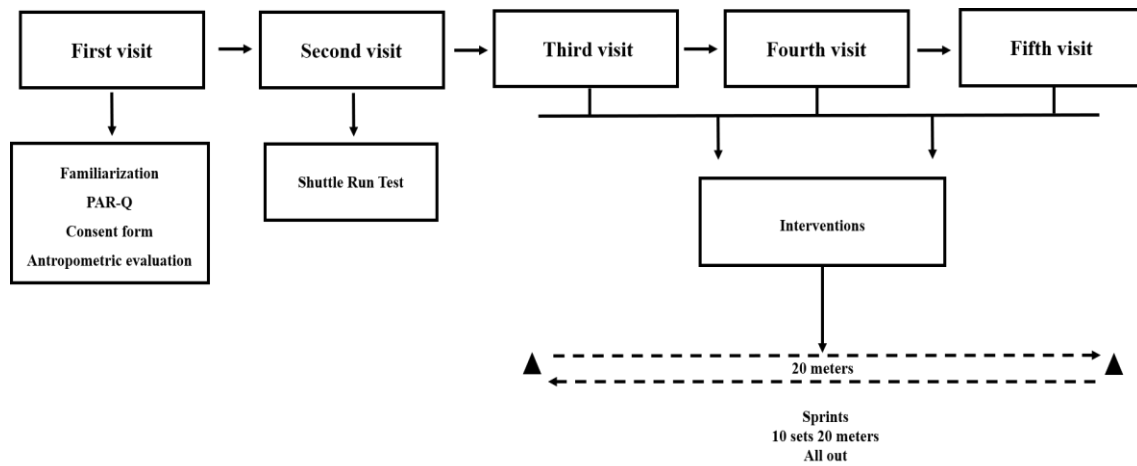 First visit
Second visit
Third visit
Fourth visit
Fifth visit
Familiarization
PAR-Q
Consent form
Antropometric evaluation
Shuttle Run Test
Interventions
20 meters
Sprints
10 sets 20 meters
All out